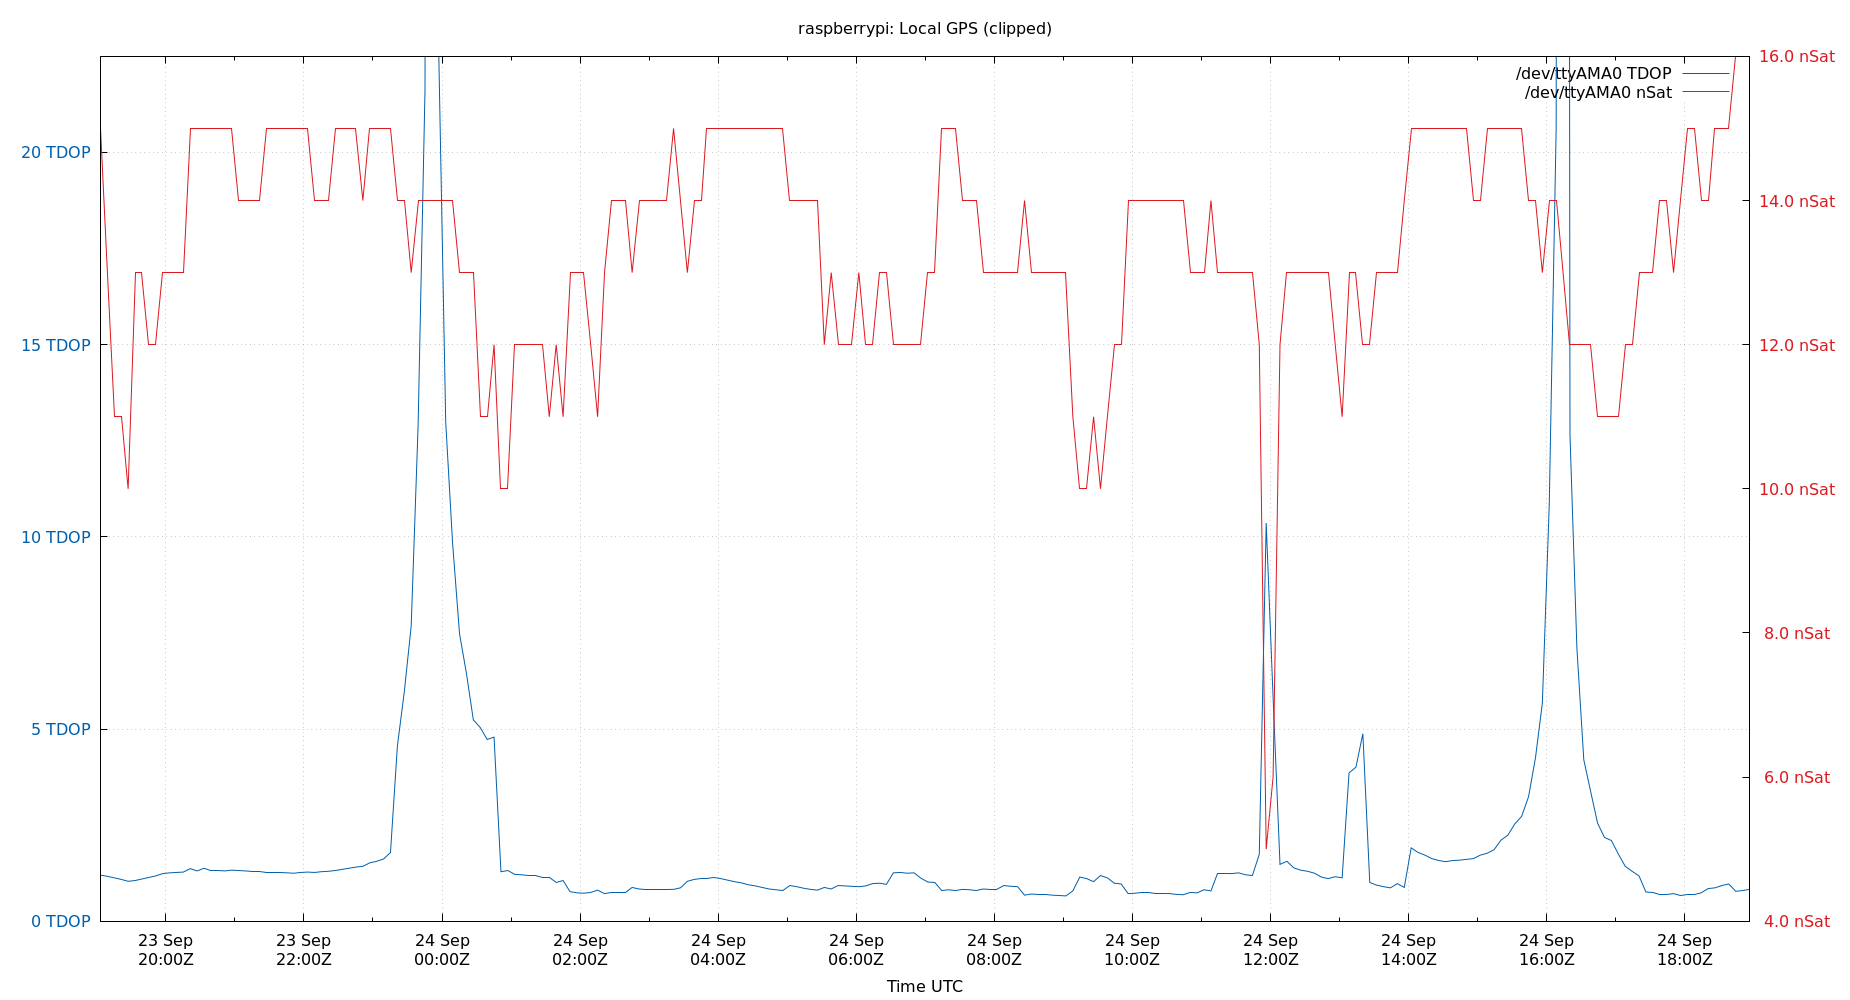 raspberrypi: Local GPS (clipped)
16.0 nSat
/dev/ttyAMA0 TDOP
/dev/ttyAMA0 nSat
20 TDOP
14.0 nSat
15 TDOP
12.0 nSat
10.0 nSat
10 TDOP
8.0 nSat
5 TDOP
6.0 nSat
0 TDOP
4.0 nSat
23 Sep 23 Sep 24 Sep 24 Sep 24 Sep 24 Sep 24 Sep 24 Sep 24 Sep 24 Sep 24 Sep 24 Sep
20:00Z 22:00Z 00:00Z 02:00Z 04:00Z 06:00Z 08:00Z 10:00Z 12:00Z 14:00Z 16:00Z 18:00Z
Time UTC